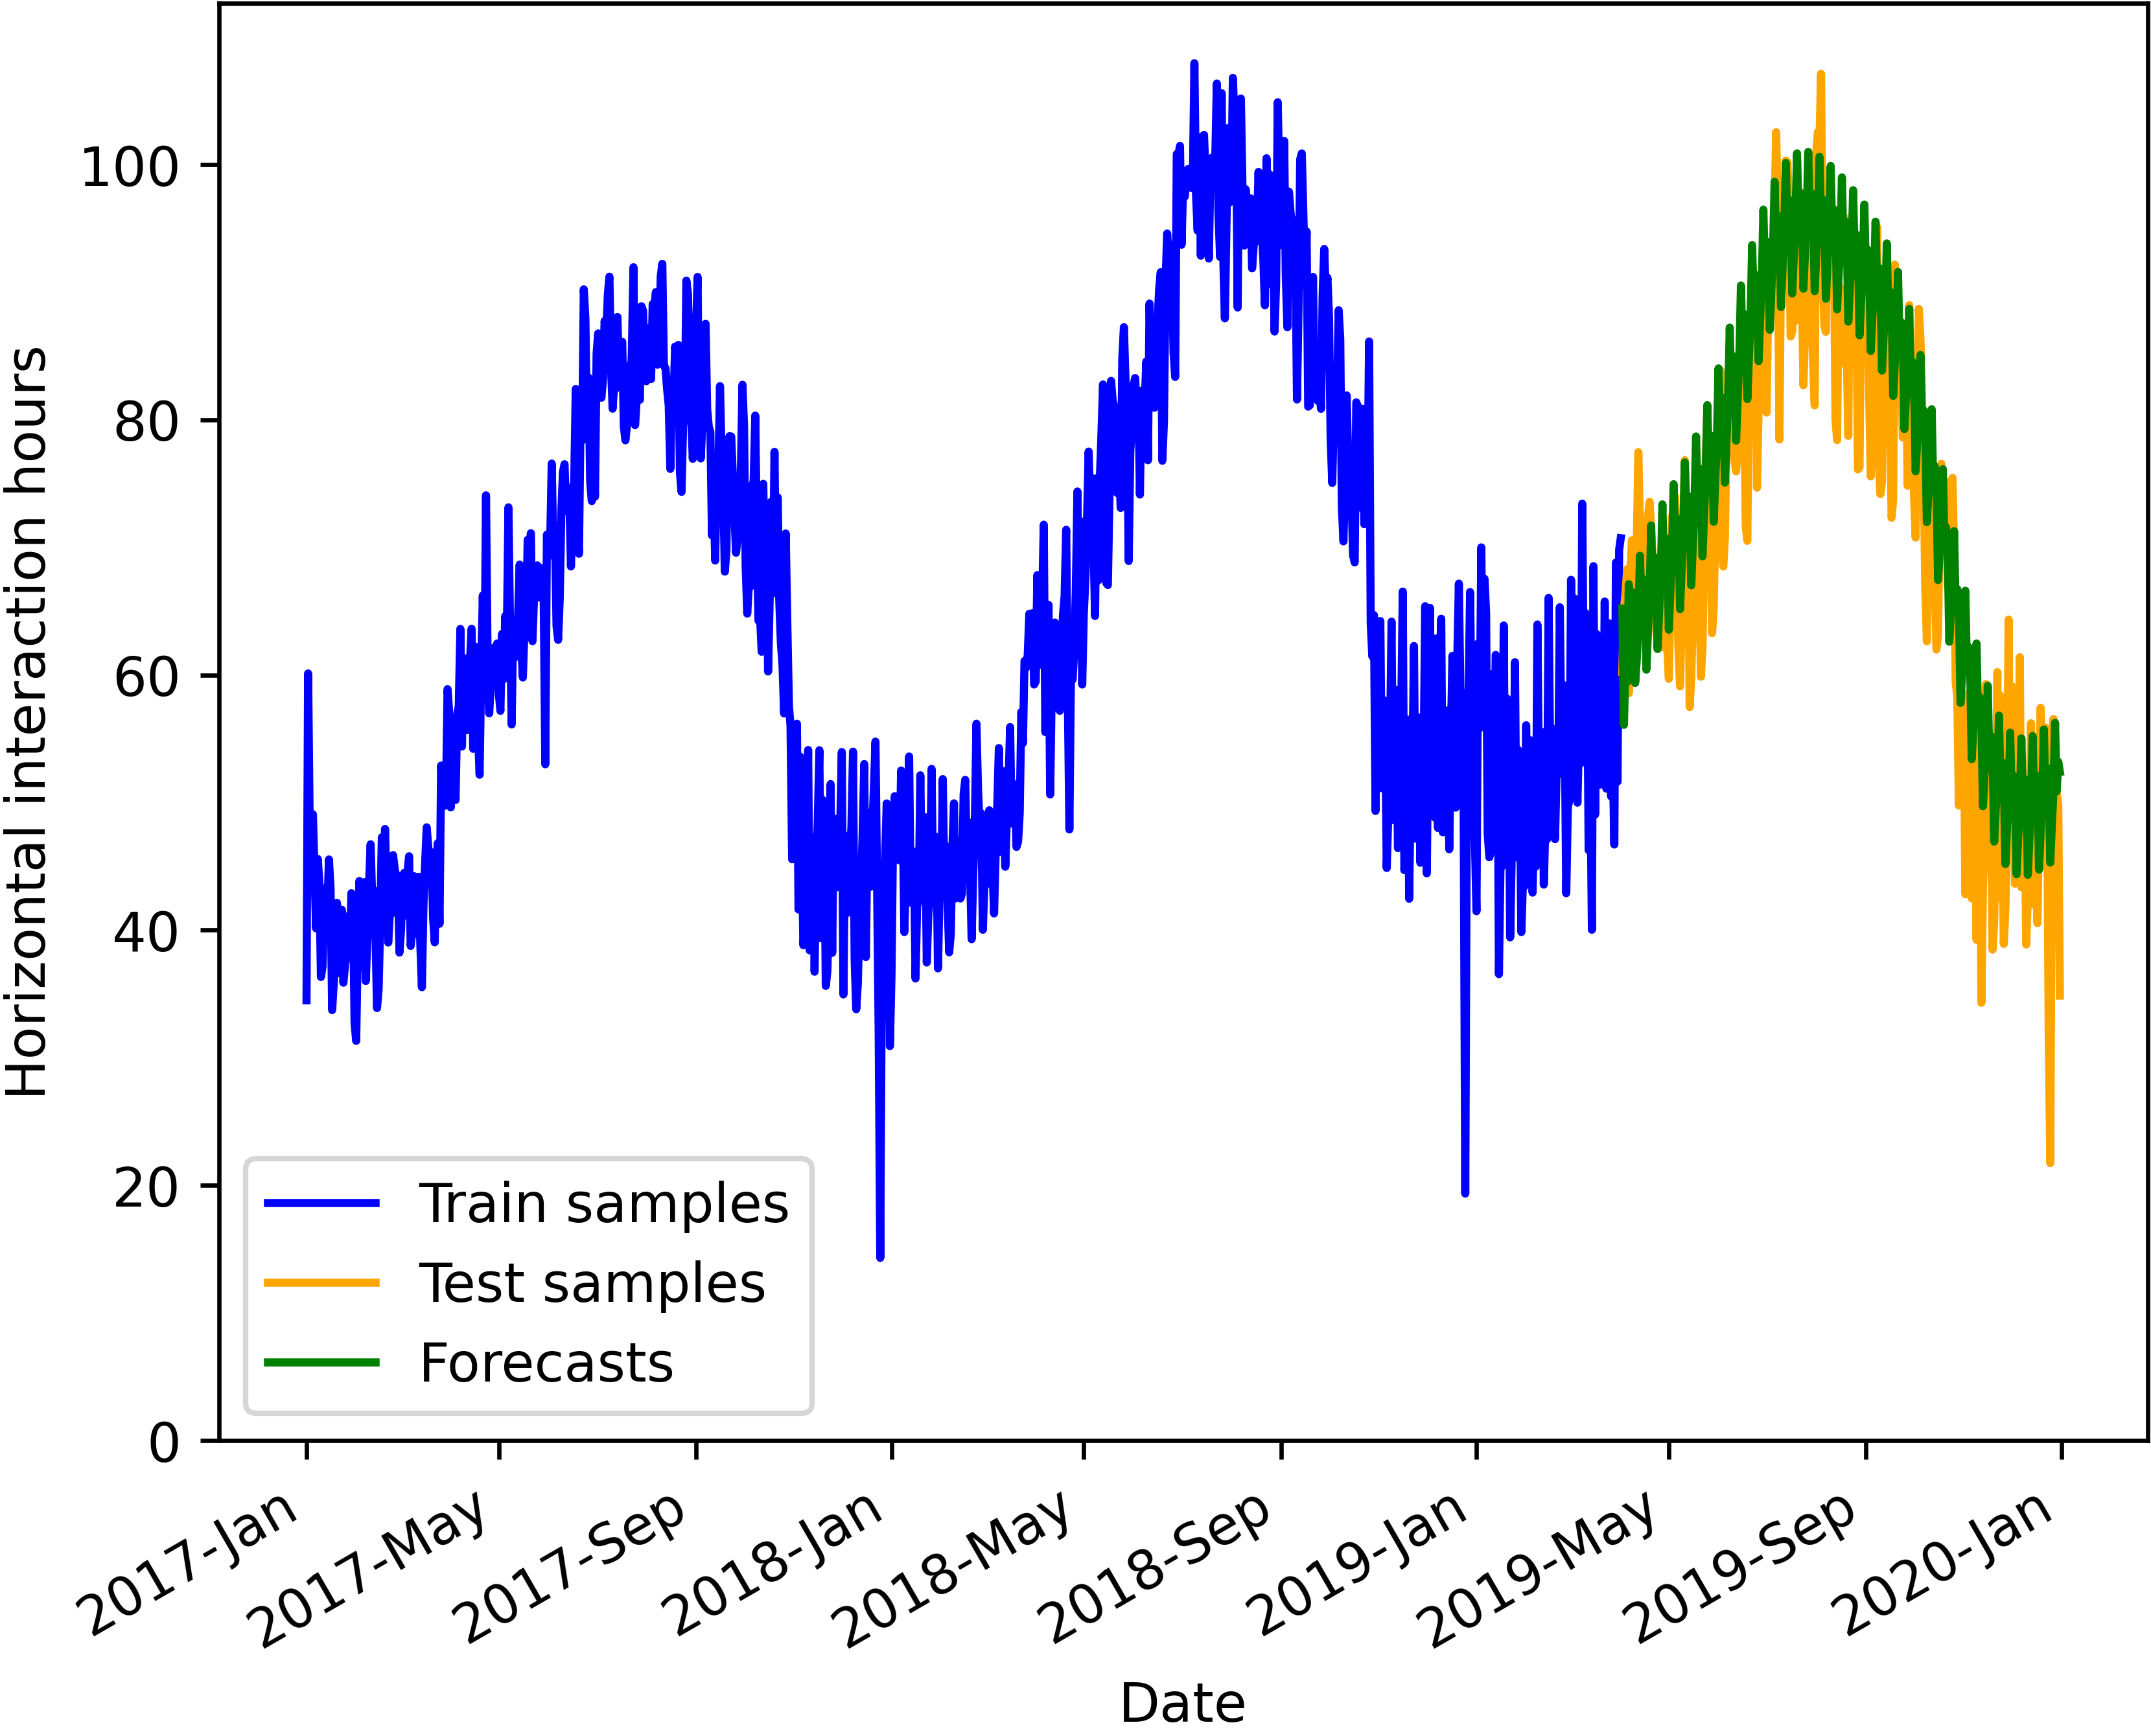 Horizontal interaction hours
100
80
60
40
20
0
Train samples
Test samples
Forecasts
2017-Jan
2017-May
2017-Sep
2018-Jan
2018-May
2018-Sep
2019-Jan
2019-May
2019-Sep
2020-Jan
Date